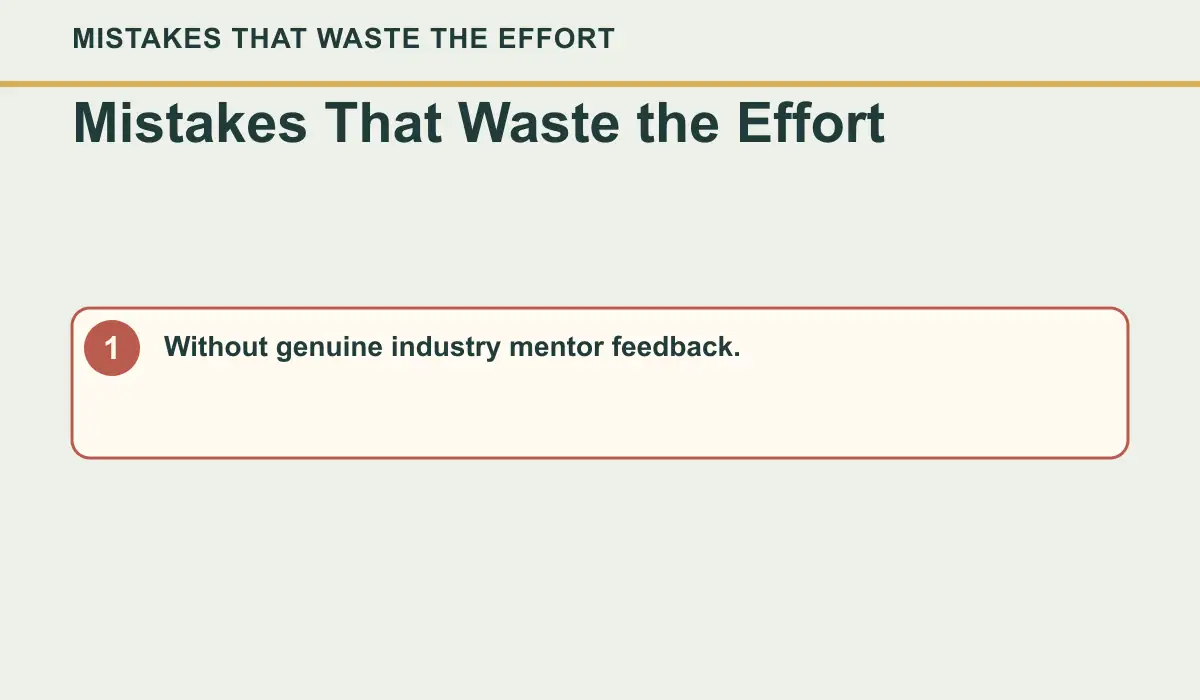 MISTAKES THAT WASTE THE EFFORT
Mistakes That Waste the Effort
1 Without genuine industry mentor feedback.